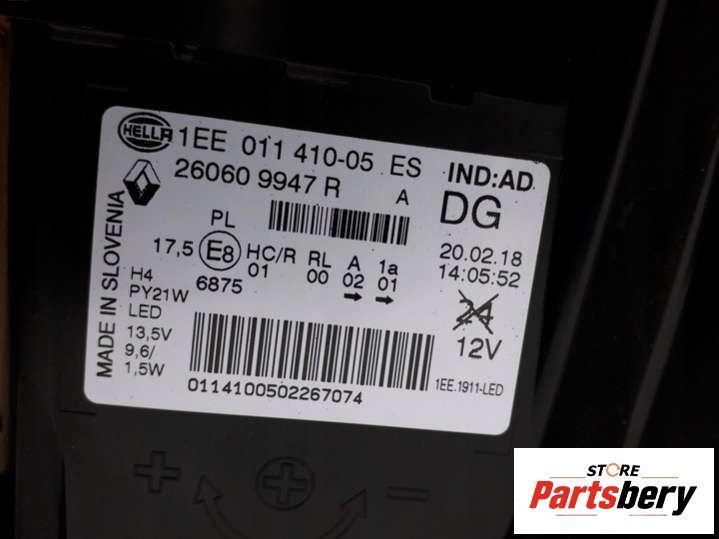 HELLA 1EE 011 410-05 ES IND:AD
260609947 R A DG
PL
17,5 E8 HC/R RL A 1a
01 00 02 01
6875
20.02.18
14:05:52
MADE IN SLOVENIA
H4
PY21W
LED
13,5V
9,6/
1,5W
24
12V
0114100502267074
1EE.1911-LED
STORE
Partsbery